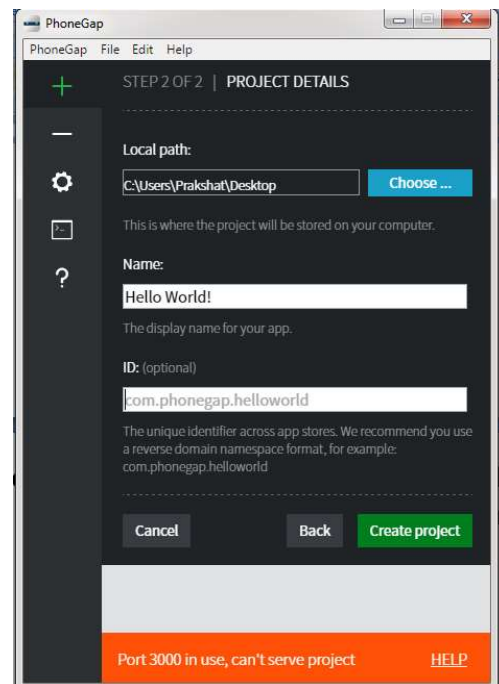 PhoneGap
PhoneGap File Edit Help
STEP 2 OF 2 | PROJECT DETAILS
Local path:
C:\Users\Prakshat\Desktop
Choose ...
This is where the project will be stored on your computer.
Name:
Hello World!
The display name for your app.
ID: (optional)
com.phonegap.helloworld
The unique identifier across app stores. We recommend you use
a reverse domain namespace format, for example:
com.phonegap.helloworld
Cancel Back Create project
Port 3000 in use, can't serve project HELP